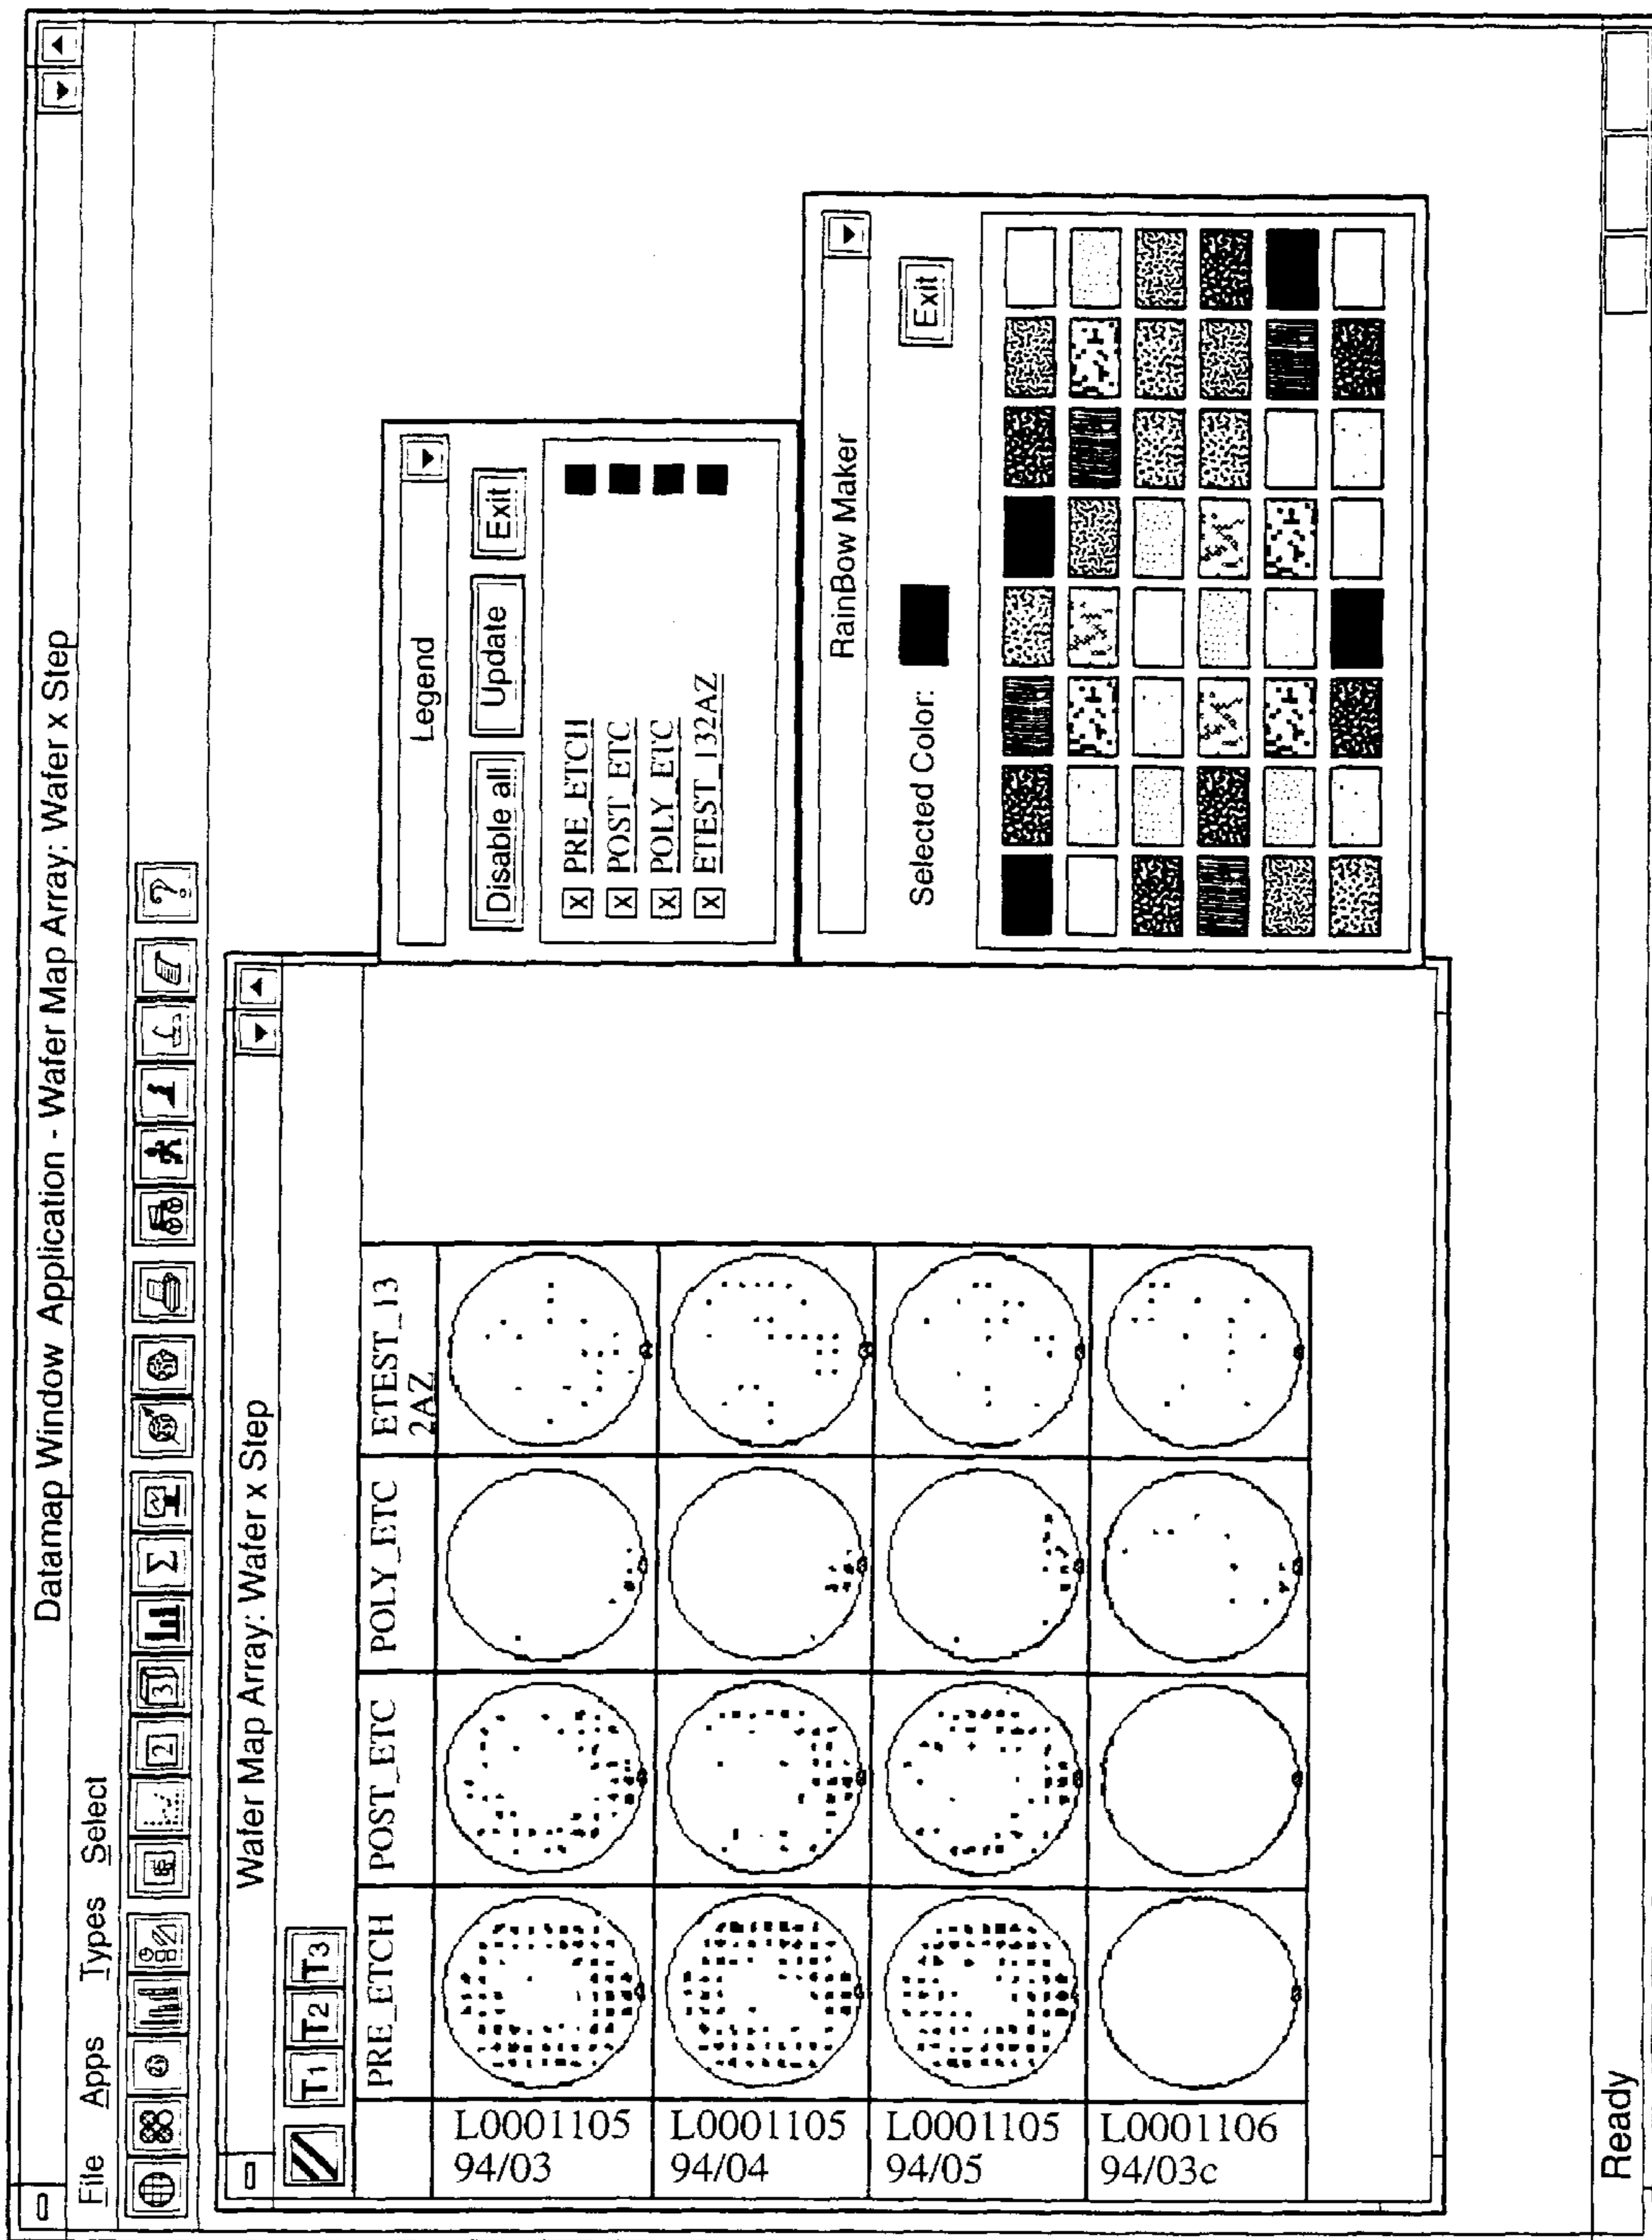 Datamap Window Application - Wafer Map Array: Wafer x Step
File Apps Types Select
2 3 Σ ?
Wafer Map Array: Wafer x Step
T1 T2 T3
PRE_ETCH POST_ETC POLY_ETC ETEST_13
2AZ
L0001105
94/03
L0001105
94/04
L0001105
94/05
L0001106
94/03c
Legend
Disable all Update Exit
X PRE_ETCH
X POST_ETC
X POLY_ETC
X ETEST_132AZ
RainBow Maker
Selected Color: Exit
Ready